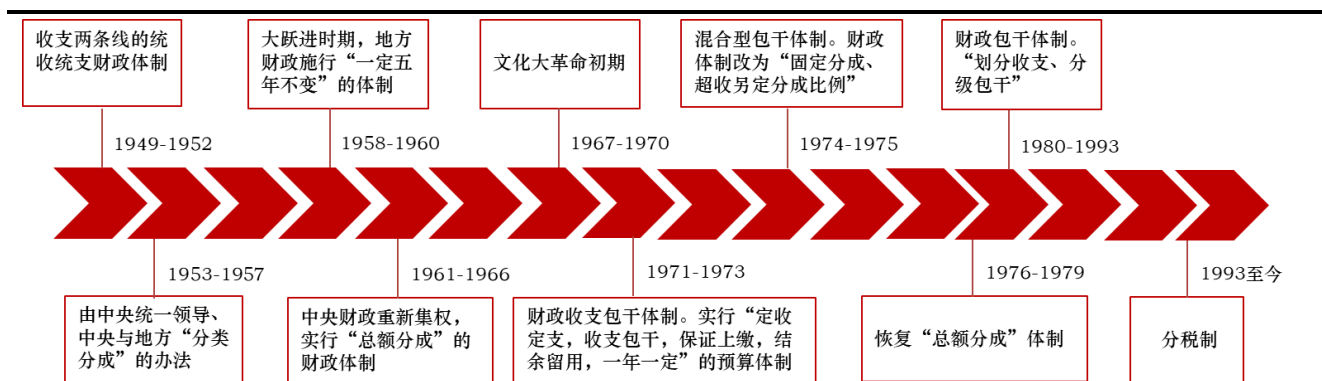 收支两条线的统
收统支财政体制
大跃进时期，地方
财政施行“一定五
年不变”的体制
文化大革命初期
混合型包干体制。财政
体制改为“固定分成、
超收另定分成比例”
财政包干体制。
“划分收支、分
级包干”
1949-1952
1958-1960
1967-1970
1974-1975
1980-1993
1953-1957
1961-1966
1971-1973
1976-1979
1993至今
由中央统一领导、
中央与地方“分类
分成”的办法
中央财政重新集权，
实行“总额分成”的
财政体制
财政收支包干体制。实行“定收
定支，收支包干，保证上缴，结
余留用，一年一定”的预算体制
恢复“总额分成”体制
分税制